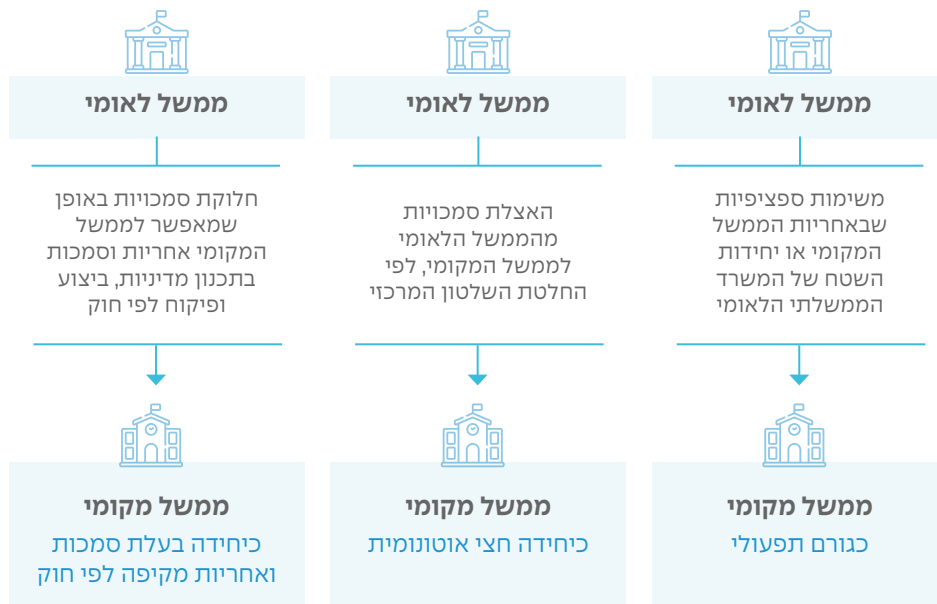 ממשל לאומי
משימות ספציפיות
שבאחריות הממשל
המקומי או יחידות
השטח של המשרד
הממשלתי הלאומי
ממשל מקומי
כגורם תפעולי
ממשל לאומי
האצלת סמכויות
מהממשל הלאומי
לממשל המקומי, לפי
החלטת השלטון המרכזי
ממשל מקומי
כיחידה חצי אוטונומית
ממשל לאומי
חלוקת סמכויות באופן
שמאפשר לממשל
המקומי אחריות וסמכות
בתכנון מדיניות, ביצוע
ופיקוח לפי חוק
ממשל מקומי
כיחידה בעלת סמכות
ואחריות מקיפה לפי חוק